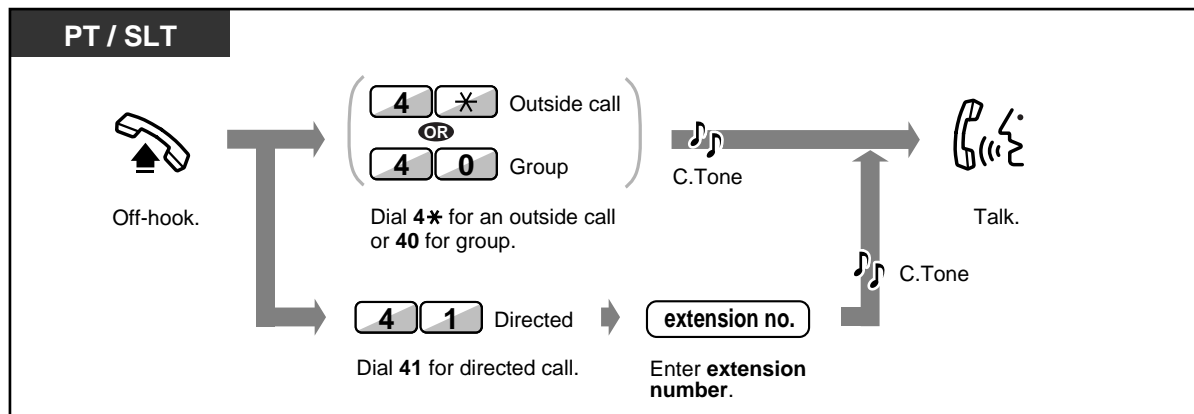 PT / SLT
4 ✳ Outside call
OR
4 0 Group
C.Tone
Off-hook.
Dial 4✳ for an outside call
or 40 for group.
Talk.
C.Tone
4 1 Directed
extension no.
Dial 41 for directed call.
Enter extension
number.